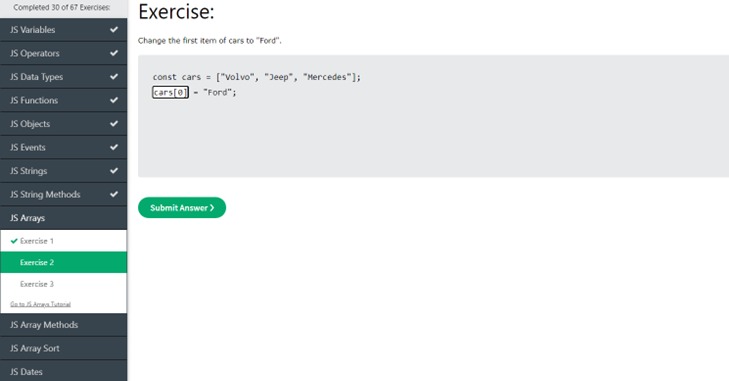 Completed 30 of 67 Exercises:
JS Variables
JS Operators
JS Data Types
JS Functions
JS Objects
JS Events
JS Strings
JS String Methods
JS Arrays
Exercise 1
Exercise 2
Exercise 3
Go to JS Arrays Tutorial
JS Array Methods
JS Array Sort
JS Dates
Exercise:
Change the first item of cars to "Ford".
const cars = ["Volvo", "Jeep", "Mercedes"];
cars[0] = "Ford";
Submit Answer ❯